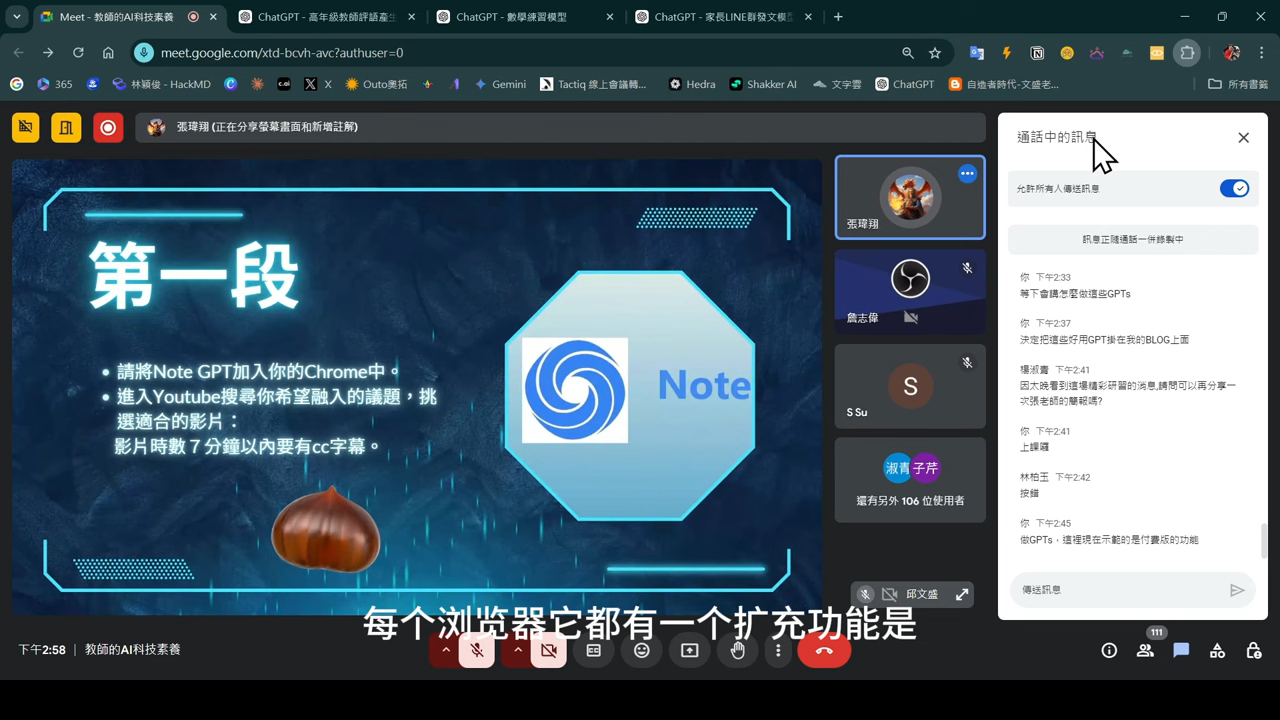 Meet - 教師的AI科技素養
ChatGPT - 高年級教師評語產生
ChatGPT - 數學練習模型
ChatGPT - 家長LINE群發文模
meet.google.com/xtd-bcvh-avc?authuser=0
365
林穎俊 - HackMD
c.ai
X
Outo奧拓
Gemini
Tactiq 線上會議轉...
Hedra
Shakker AI
文字雲
ChatGPT
自造者時代-文盛老...
所有書籤
張瑋翔 (正在分享螢幕畫面和新增註解)
第一段
請將Note GPT加入你的Chrome中。
進入Youtube搜尋你希望融入的議題，挑
選適合的影片：
影片時數７分鐘以內要有cc字幕。
Note
張瑋翔
詹志偉
S
S Su
淑青
子芹
還有另外 106 位使用者
邱文盛
通話中的訊息
允許所有人傳送訊息
訊息正隨通話一併錄製中
你 下午2:33
等下會講怎麼做這些GPTs
你 下午2:37
決定把這些好用GPT掛在我的BLOG上面
楊淑青 下午2:41
因太晚看到這場精彩研習的消息,請問可以再分享一
次張老師的簡報嗎?
你 下午2:41
上課囉
林柏王 下午2:42
按錯
你 下午2:45
做GPTs，這裡現在示範的是付費版的功能
傳送訊息
每个浏览器它都有一个扩充功能是
下午2:58
教師的AI科技素養
111